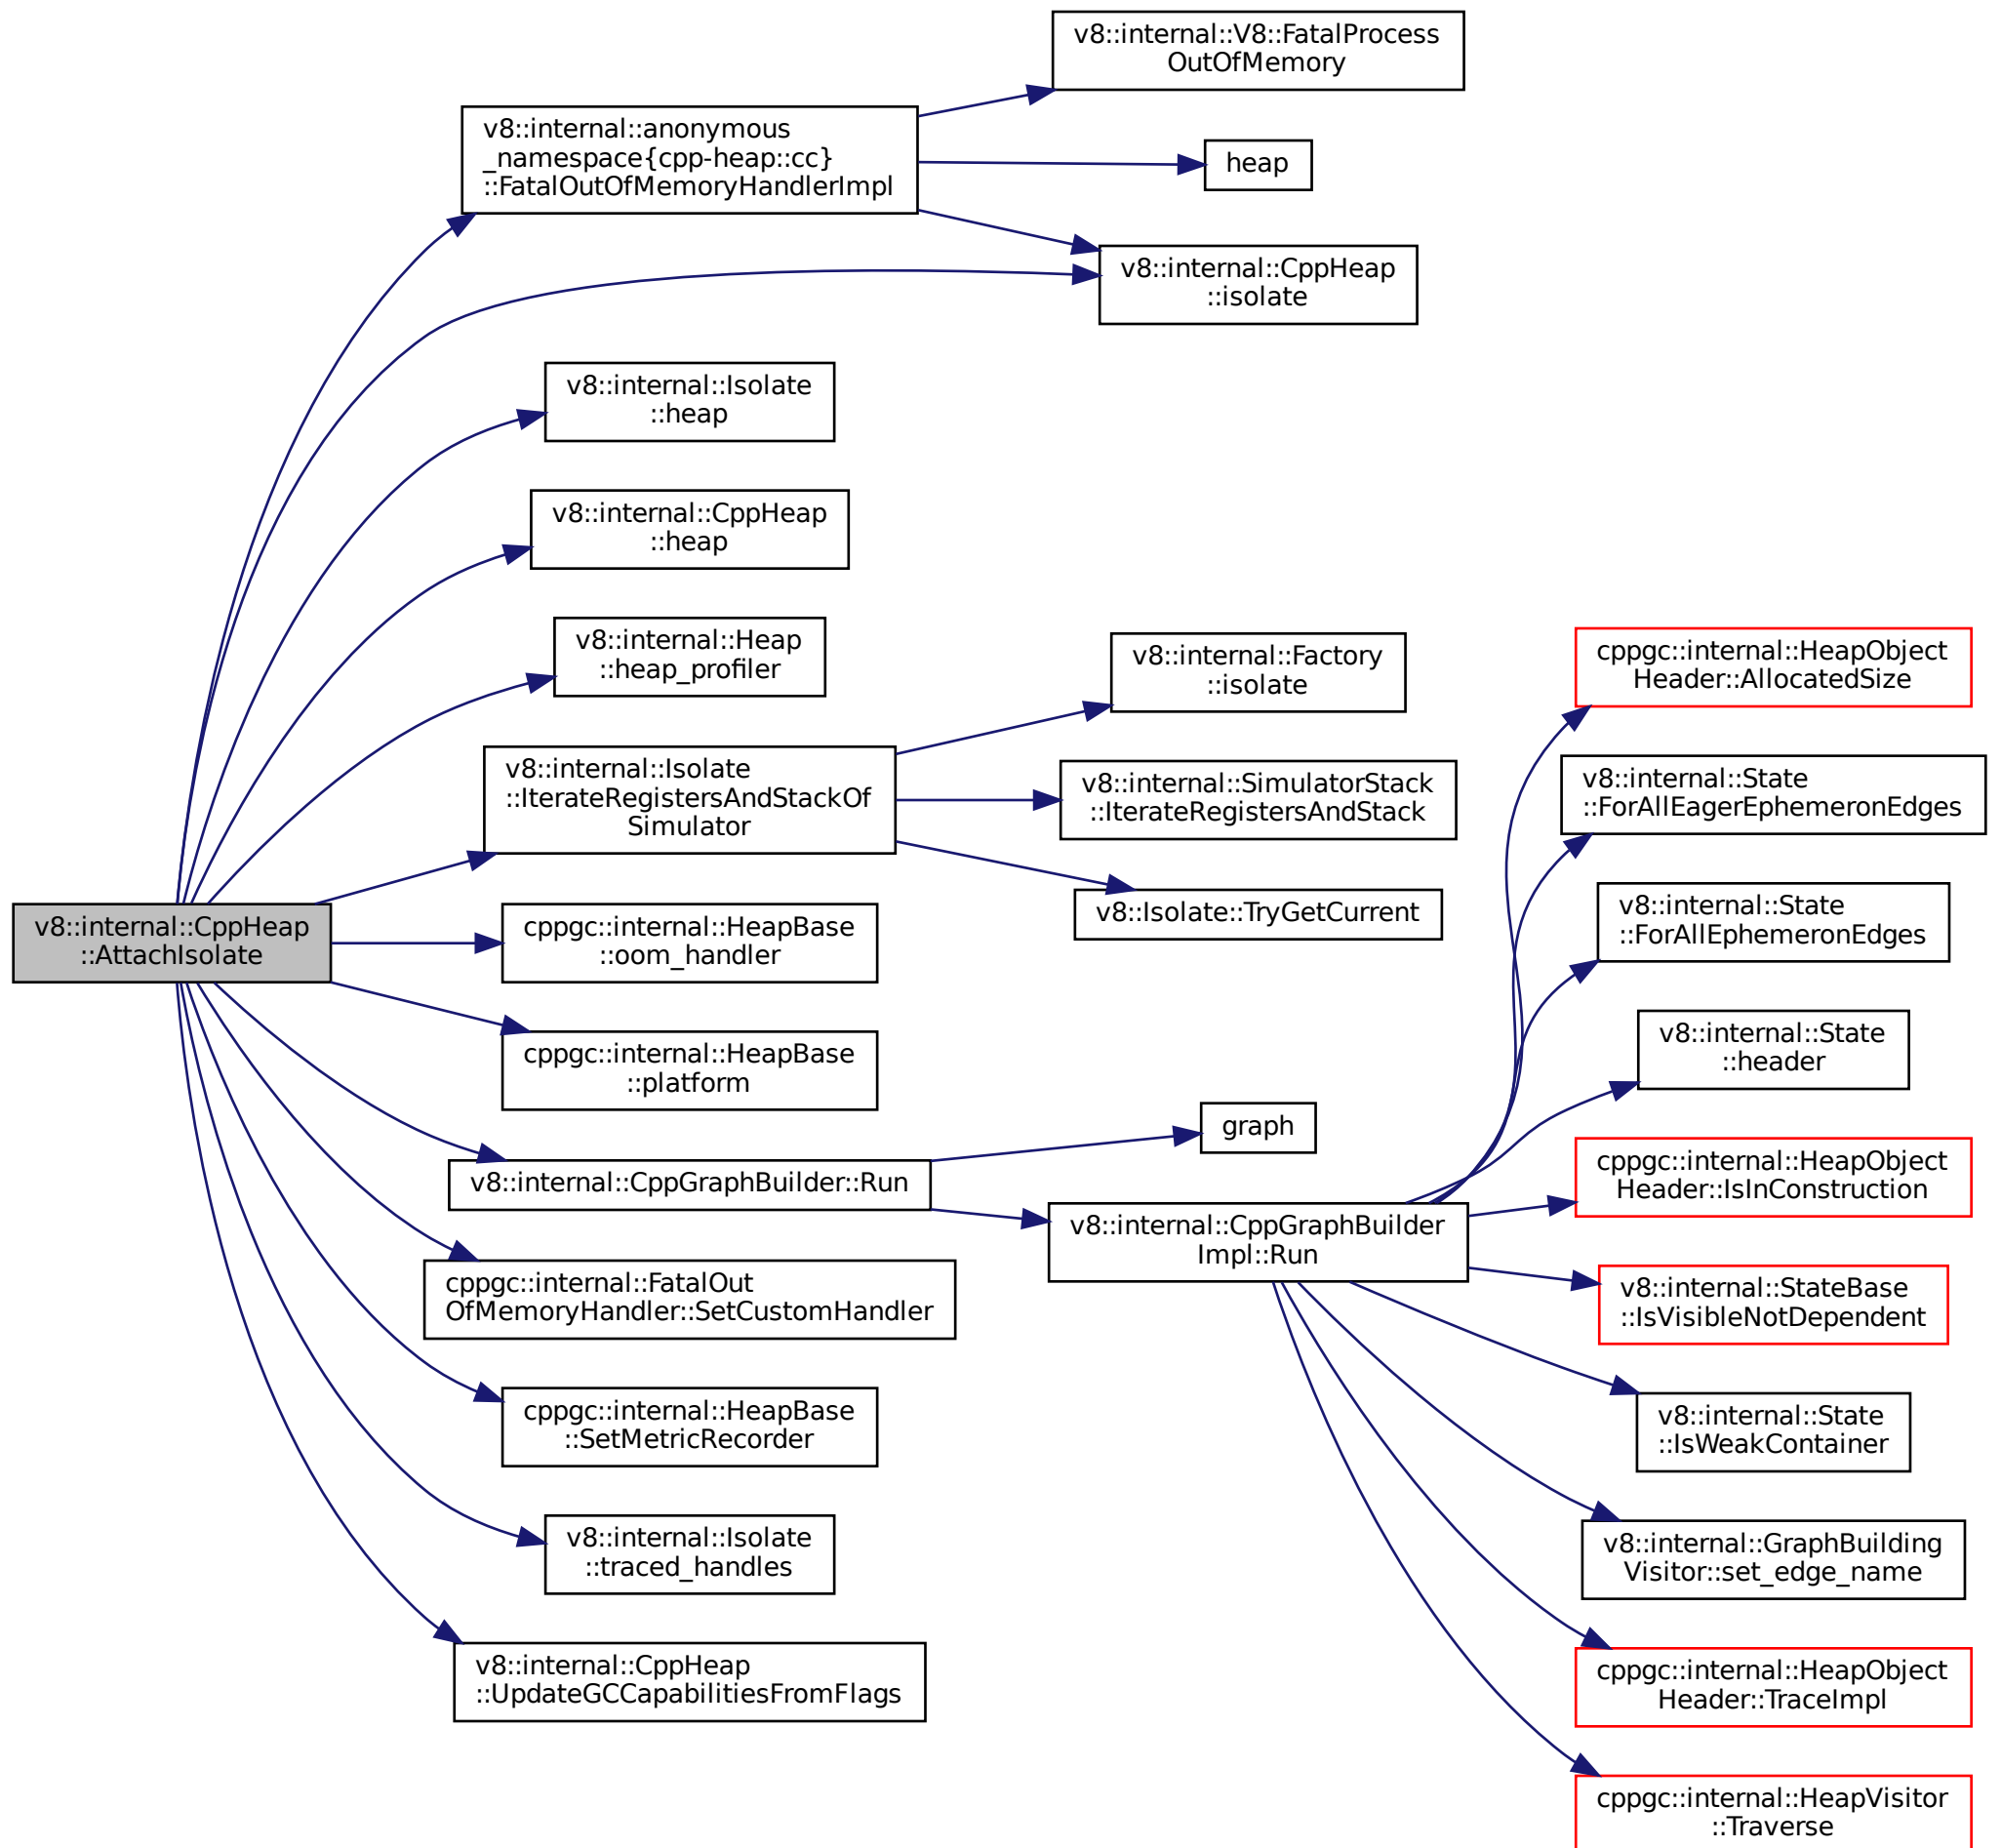 v8::internal::V8::FatalProcess
OutOfMemory
v8::internal::anonymous
_namespace{cpp-heap::cc}
::FatalOutOfMemoryHandlerImpl
heap
v8::internal::CppHeap
::isolate
v8::internal::Isolate
::heap
v8::internal::CppHeap
::heap
v8::internal::Heap
::heap_profiler
v8::internal::Factory
::isolate
v8::internal::Isolate
::IterateRegistersAndStackOf
Simulator
v8::internal::SimulatorStack
::IterateRegistersAndStack
v8::Isolate::TryGetCurrent
v8::internal::CppHeap
::AttachIsolate
cppgc::internal::HeapBase
::oom_handler
cppgc::internal::HeapBase
::platform
v8::internal::CppGraphBuilder::Run
graph
v8::internal::CppGraphBuilder
Impl::Run
cppgc::internal::HeapObject
Header::AllocatedSize
v8::internal::State
::ForAllEagerEphemeronEdges
v8::internal::State
::ForAllEphemeronEdges
v8::internal::State
::header
cppgc::internal::HeapObject
Header::IsInConstruction
v8::internal::StateBase
::IsVisibleNotDependent
v8::internal::State
::IsWeakContainer
v8::internal::GraphBuilding
Visitor::set_edge_name
cppgc::internal::HeapObject
Header::TraceImpl
cppgc::internal::HeapVisitor
::Traverse
cppgc::internal::FatalOut
OfMemoryHandler::SetCustomHandler
cppgc::internal::HeapBase
::SetMetricRecorder
v8::internal::Isolate
::traced_handles
v8::internal::CppHeap
::UpdateGCCapabilitiesFromFlags